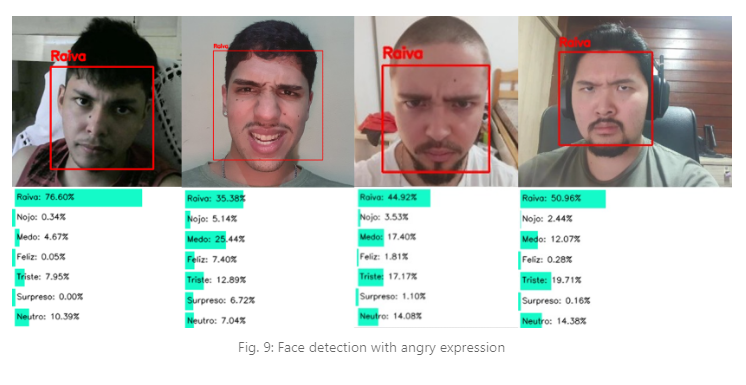 Raiva
Raiva
Raiva
Raiva
Raiva: 76.60%
Nojo: 0.34%
Medo: 4.67%
Feliz: 0.05%
Triste: 7.95%
Surpreso: 0.00%
Neutro: 10.39%
Raiva: 35.38%
Nojo: 5.14%
Medo: 25.44%
Feliz: 7.40%
Triste: 12.89%
Surpreso: 6.72%
Neutro: 7.04%
Raiva: 44.92%
Nojo: 3.53%
Medo: 17.40%
Feliz: 1.81%
Triste: 17.17%
Surpreso: 1.10%
Neutro: 14.08%
Raiva: 50.96%
Nojo: 2.44%
Medo: 12.07%
Feliz: 0.28%
Triste: 19.71%
Surpreso: 0.16%
Neutro: 14.38%
Fig. 9: Face detection with angry expression